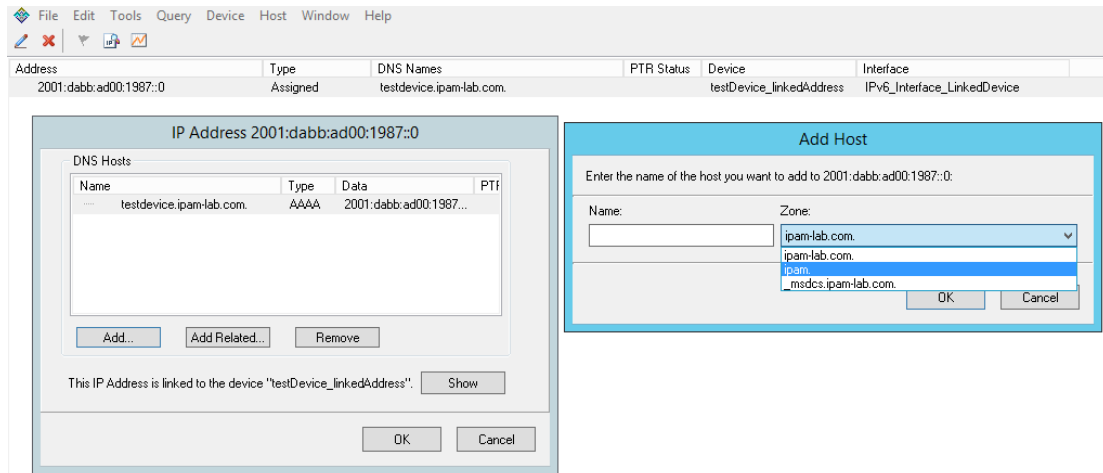 File Edit Tools Query Device Host Window Help
Address Type DNS Names PTR Status Device Interface
2001:dabb:ad00:1987::0 Assigned testdevice.ipam-lab.com. testDevice_linkedAddress IPv6_Interface_LinkedDevice
IP Address 2001:dabb:ad00:1987::0
DNS Hosts
Name Type Data PTF
testdevice.ipam-lab.com. AAAA 2001:dabb:ad00:1987...
Add... Add Related... Remove
This IP Address is linked to the device "testDevice_linkedAddress". Show
OK Cancel
Add Host
Enter the name of the host you want to add to 2001:dabb:ad00:1987::0:
Name: Zone:
ipam-lab.com.
ipam-lab.com.
ipam.
_msdcs.ipam-lab.com.
OK Cancel